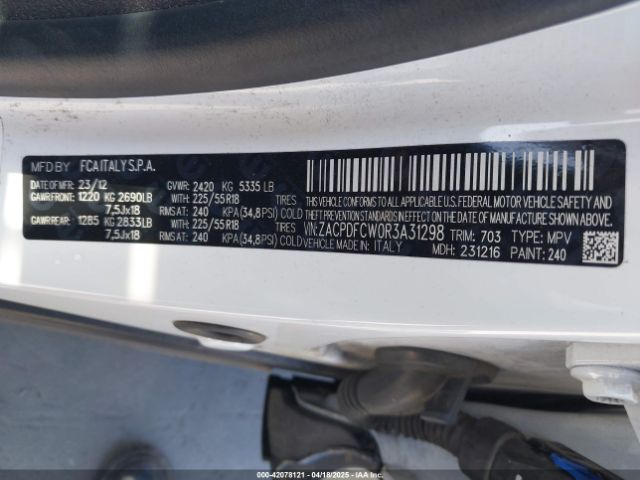 MFD BY FCA ITALY S.P.A.
DATE OF MFR: 23/12 GVWR: 2420 KG 5335 LB
GAWR FRONT: 1220 KG 2690LB WITH: 225/55R18 TIRES
7,5Jx18 RIMS AT: 240 KPA (34,8PSI) COLD
GAWR REAR: 1285 KG 2833LB WITH: 225/55R18 TIRES
7,5Jx18 RIMS AT: 240 KPA (34,8PSI) COLD
THIS VEHICLE CONFORMS TO ALL APPLICABLE U.S.FEDERAL MOTOR VEHICLE SAFETY,
BUMPER, AND THEFT PREVENTION STANDARDS IN EFFECT ON THE DATE OF MANUFACTURE SHOWN ABOVE.
VIN: ZACPDFCW0R3A31298 TRIM: 703 TYPE: MPV
MADE IN: ITALY MDH: 231216 PAINT: 240
000-42078121 - 04/18/2025 - IAAI.COM